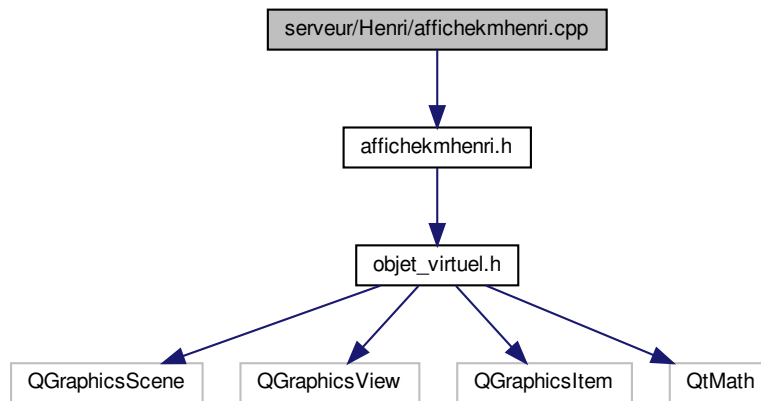 serveur/Henri/affichekmhenri.cpp
affichekmhenri.h
objet_virtuel.h
QGraphicsScene
QGraphicsView
QGraphicsItem
QtMath